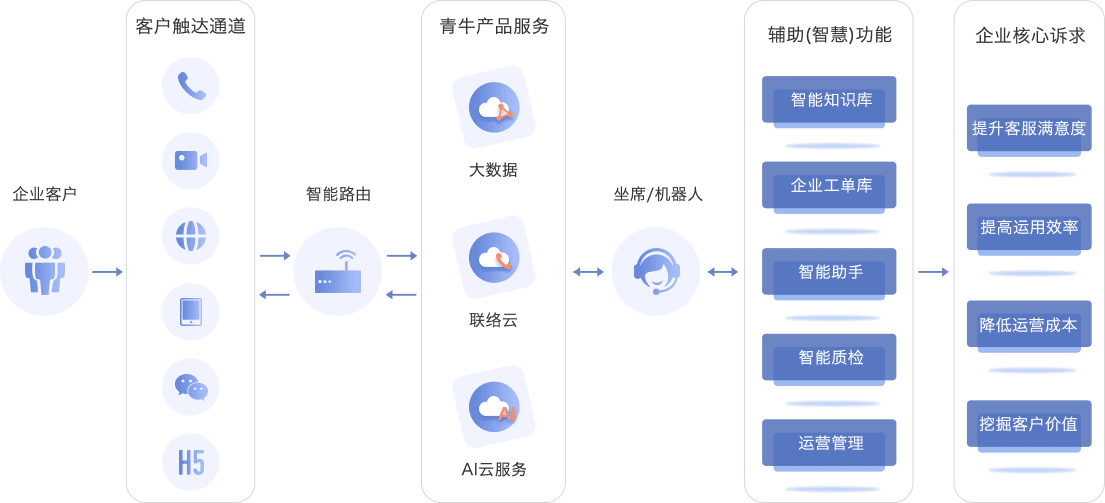 企业客户
客户触达通道
H5
智能路由
青牛产品服务
大数据
联络云
AI
AI云服务
坐席/机器人
辅助(智慧)功能
智能知识库
企业工单库
智能助手
智能质检
运营管理
企业核心诉求
提升客服满意度
提高运用效率
降低运营成本
挖掘客户价值